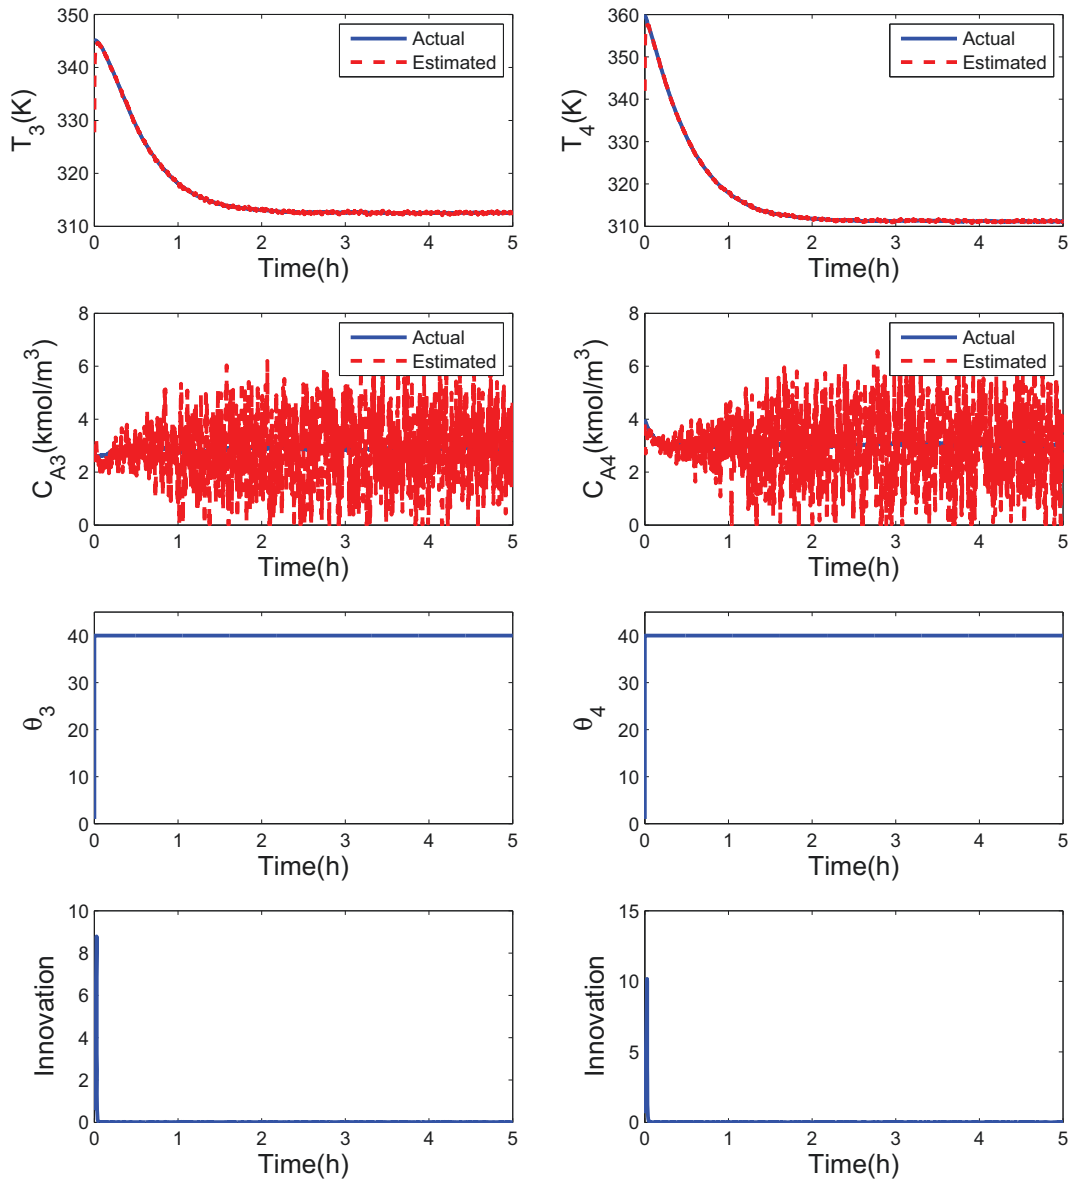 350
340
330
320
310
T3(K)
Actual
Estimated
0 1 2 3 4 5
Time(h)
360
350
340
330
320
310
T4(K)
Actual
Estimated
0 1 2 3 4 5
Time(h)
8
6
4
2
0
CA3(kmol/m3)
Actual
Estimated
0 1 2 3 4 5
Time(h)
8
6
4
2
0
CA4(kmol/m3)
Actual
Estimated
0 1 2 3 4 5
Time(h)
40
30
20
10
0
θ3
0 1 2 3 4 5
Time(h)
40
30
20
10
0
θ4
0 1 2 3 4 5
Time(h)
10
8
6
4
2
0
Innovation
0 1 2 3 4 5
Time(h)
15
10
5
0
Innovation
0 1 2 3 4 5
Time(h)